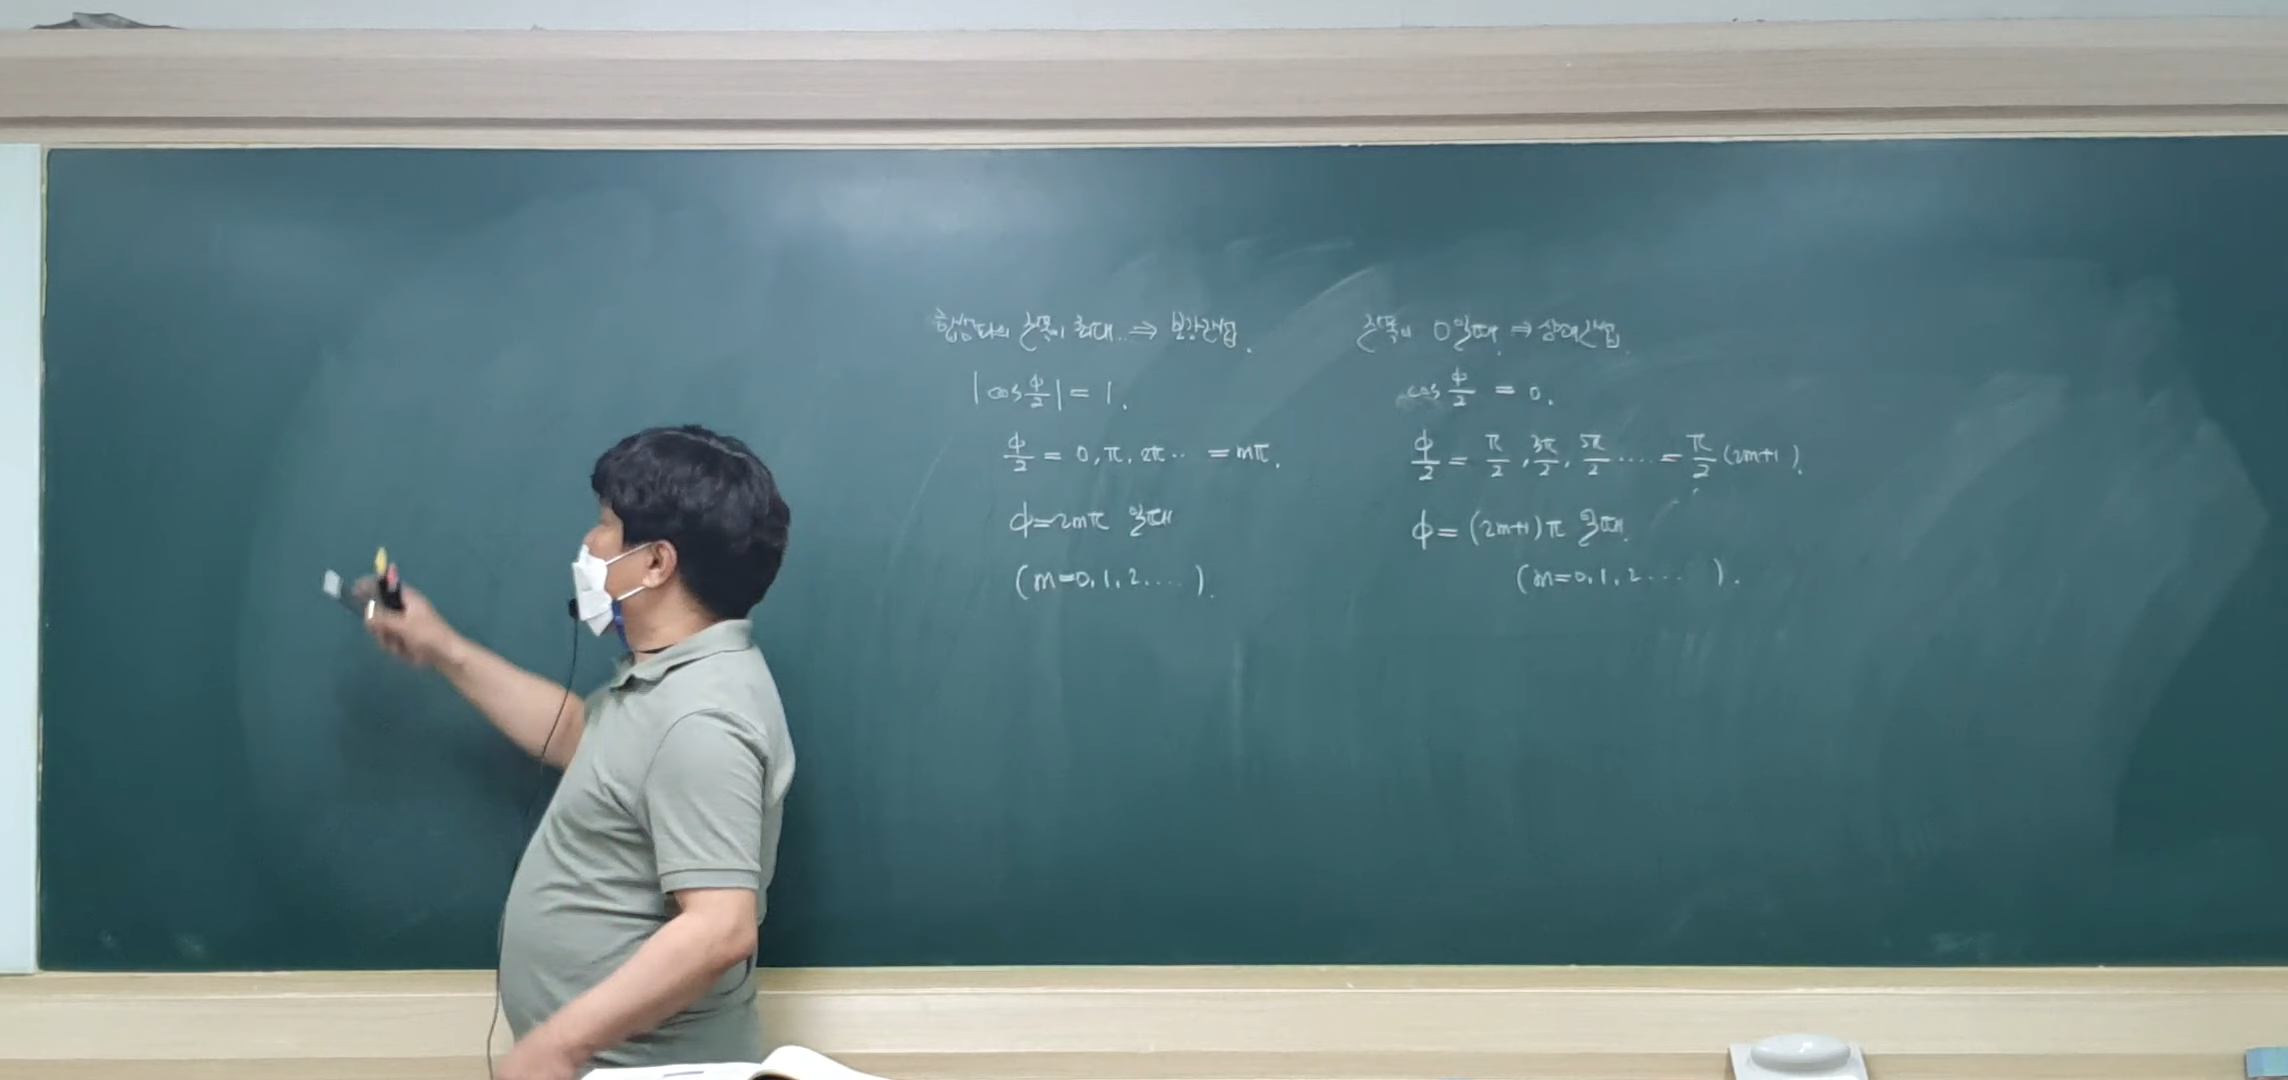 합성파의 진폭이 최대.. ⇒ 보강간섭.
|cos φ/2| = 1.
φ/2 = 0, π, 2π ·· = mπ.
φ = 2mπ 일때
(m=0, 1, 2 .... ).
진폭이 0일때. ⇒ 상쇄간섭.
cos φ/2 = 0.
φ/2 = π/2, 3π/2, 5π/2 .... = π/2 (2m+1).
φ = (2m+1)π 일때.
(m=0, 1, 2 ... ).